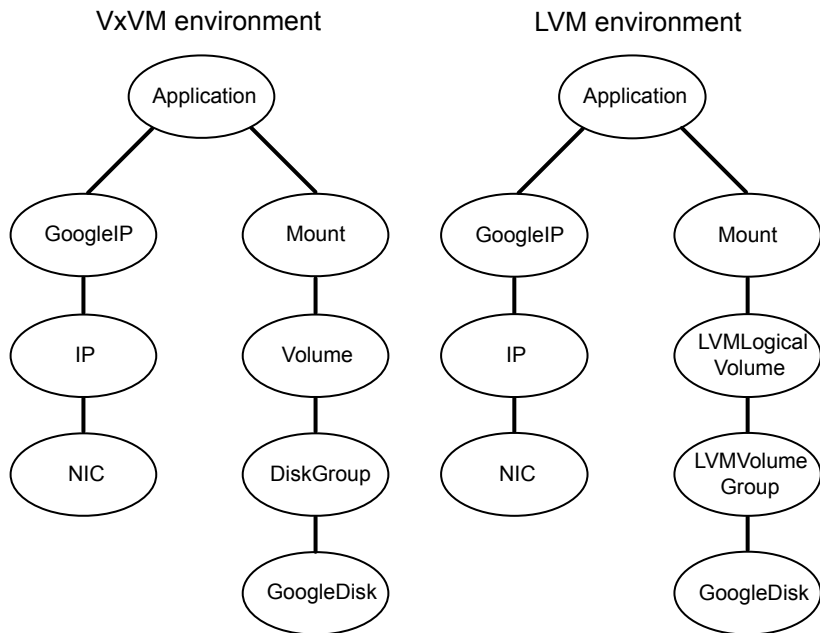 VxVM environment
Application
GoogleIP
Mount
IP
Volume
NIC
DiskGroup
GoogleDisk
LVM environment
Application
GoogleIP
Mount
IP
LVMLogical
Volume
NIC
LVMVolume
Group
GoogleDisk